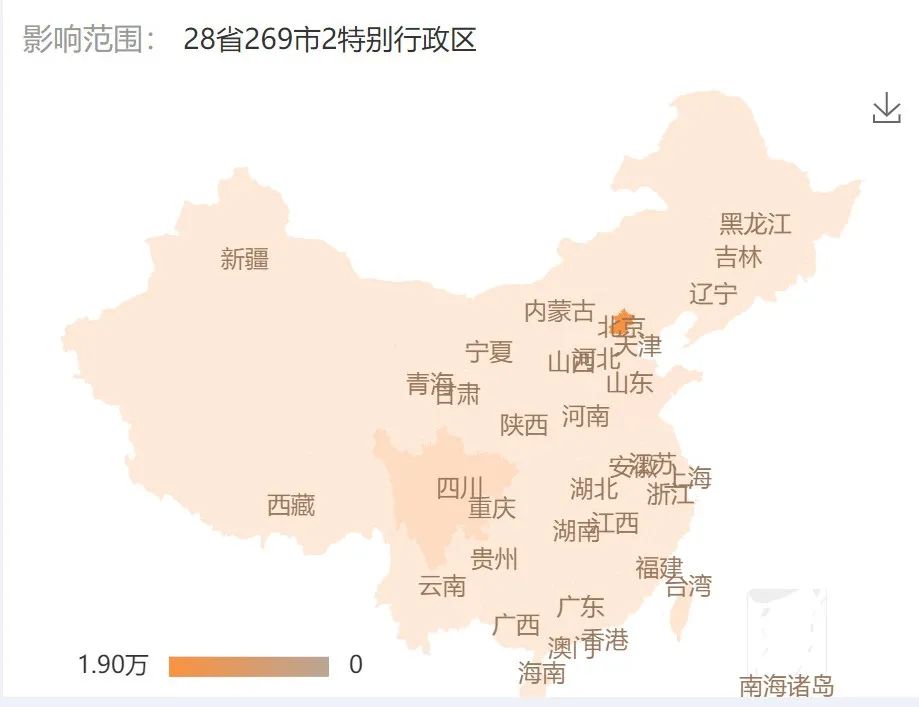 影响范围： 28省269市2特别行政区
黑龙江
吉林
新疆
辽宁
内蒙古
北京
天津
宁夏
山西
河北
青海
甘肃
山东
河南
陕西
安徽
江苏
上海
四川
湖北
浙江
西藏
重庆
湖南
江西
贵州
福建
云南
台湾
广东
广西
香港
澳门
海南
南海诸岛
1.90万 0